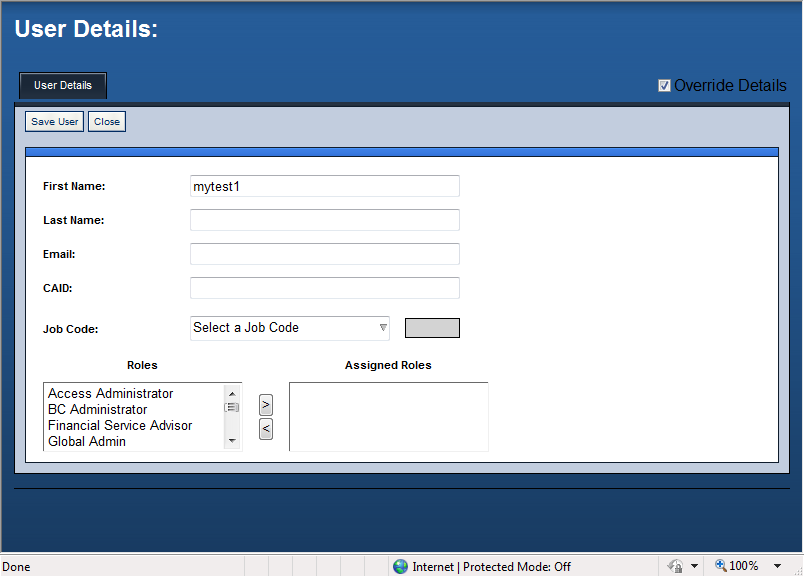 User Details:
User Details
Override Details
Save User Close
First Name: mytest1
Last Name:
Email:
CAID:
Job Code: Select a Job Code
Roles Assigned Roles
Access Administrator
BC Administrator
Financial Service Advisor
Global Admin
>
<
Done Internet | Protected Mode: Off 100%